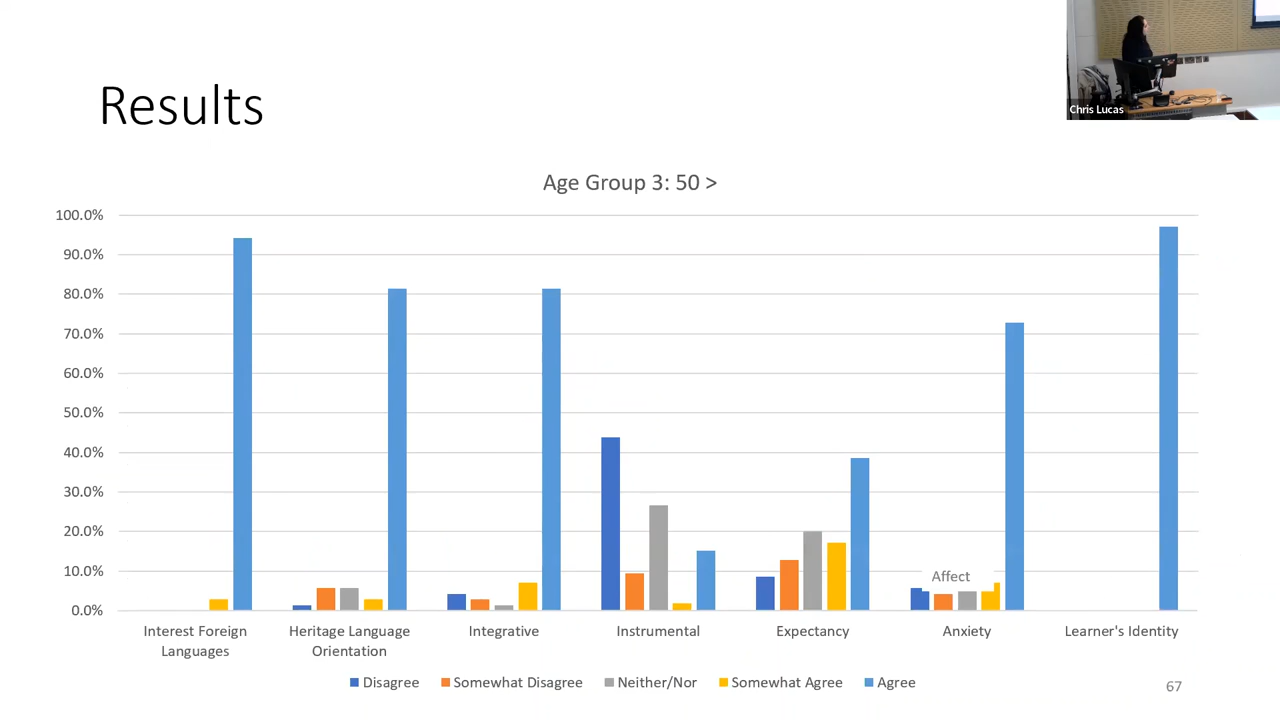 Chris Lucas
Results
Age Group 3: 50 >
100.0%
90.0%
80.0%
70.0%
60.0%
50.0%
40.0%
30.0%
20.0%
10.0%
0.0%
Affect
Interest Foreign
Languages
Heritage Language
Orientation
Integrative
Instrumental
Expectancy
Anxiety
Learner's Identity
Disagree Somewhat Disagree Neither/Nor Somewhat Agree Agree
67